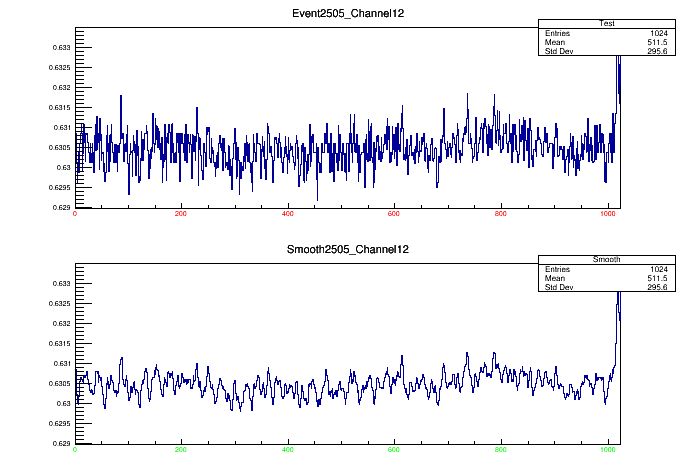 Event2505_Channel12
Test
Entries 1024
Mean 511.5
Std Dev 295.6
0.633
0.6325
0.632
0.6315
0.631
0.6305
0.63
0.6295
0.629
0 200 400 600 800 1000
Smooth2505_Channel12
Smooth
Entries 1024
Mean 511.5
Std Dev 295.6
0.633
0.6325
0.632
0.6315
0.631
0.6305
0.63
0.6295
0.629
0 200 400 600 800 1000